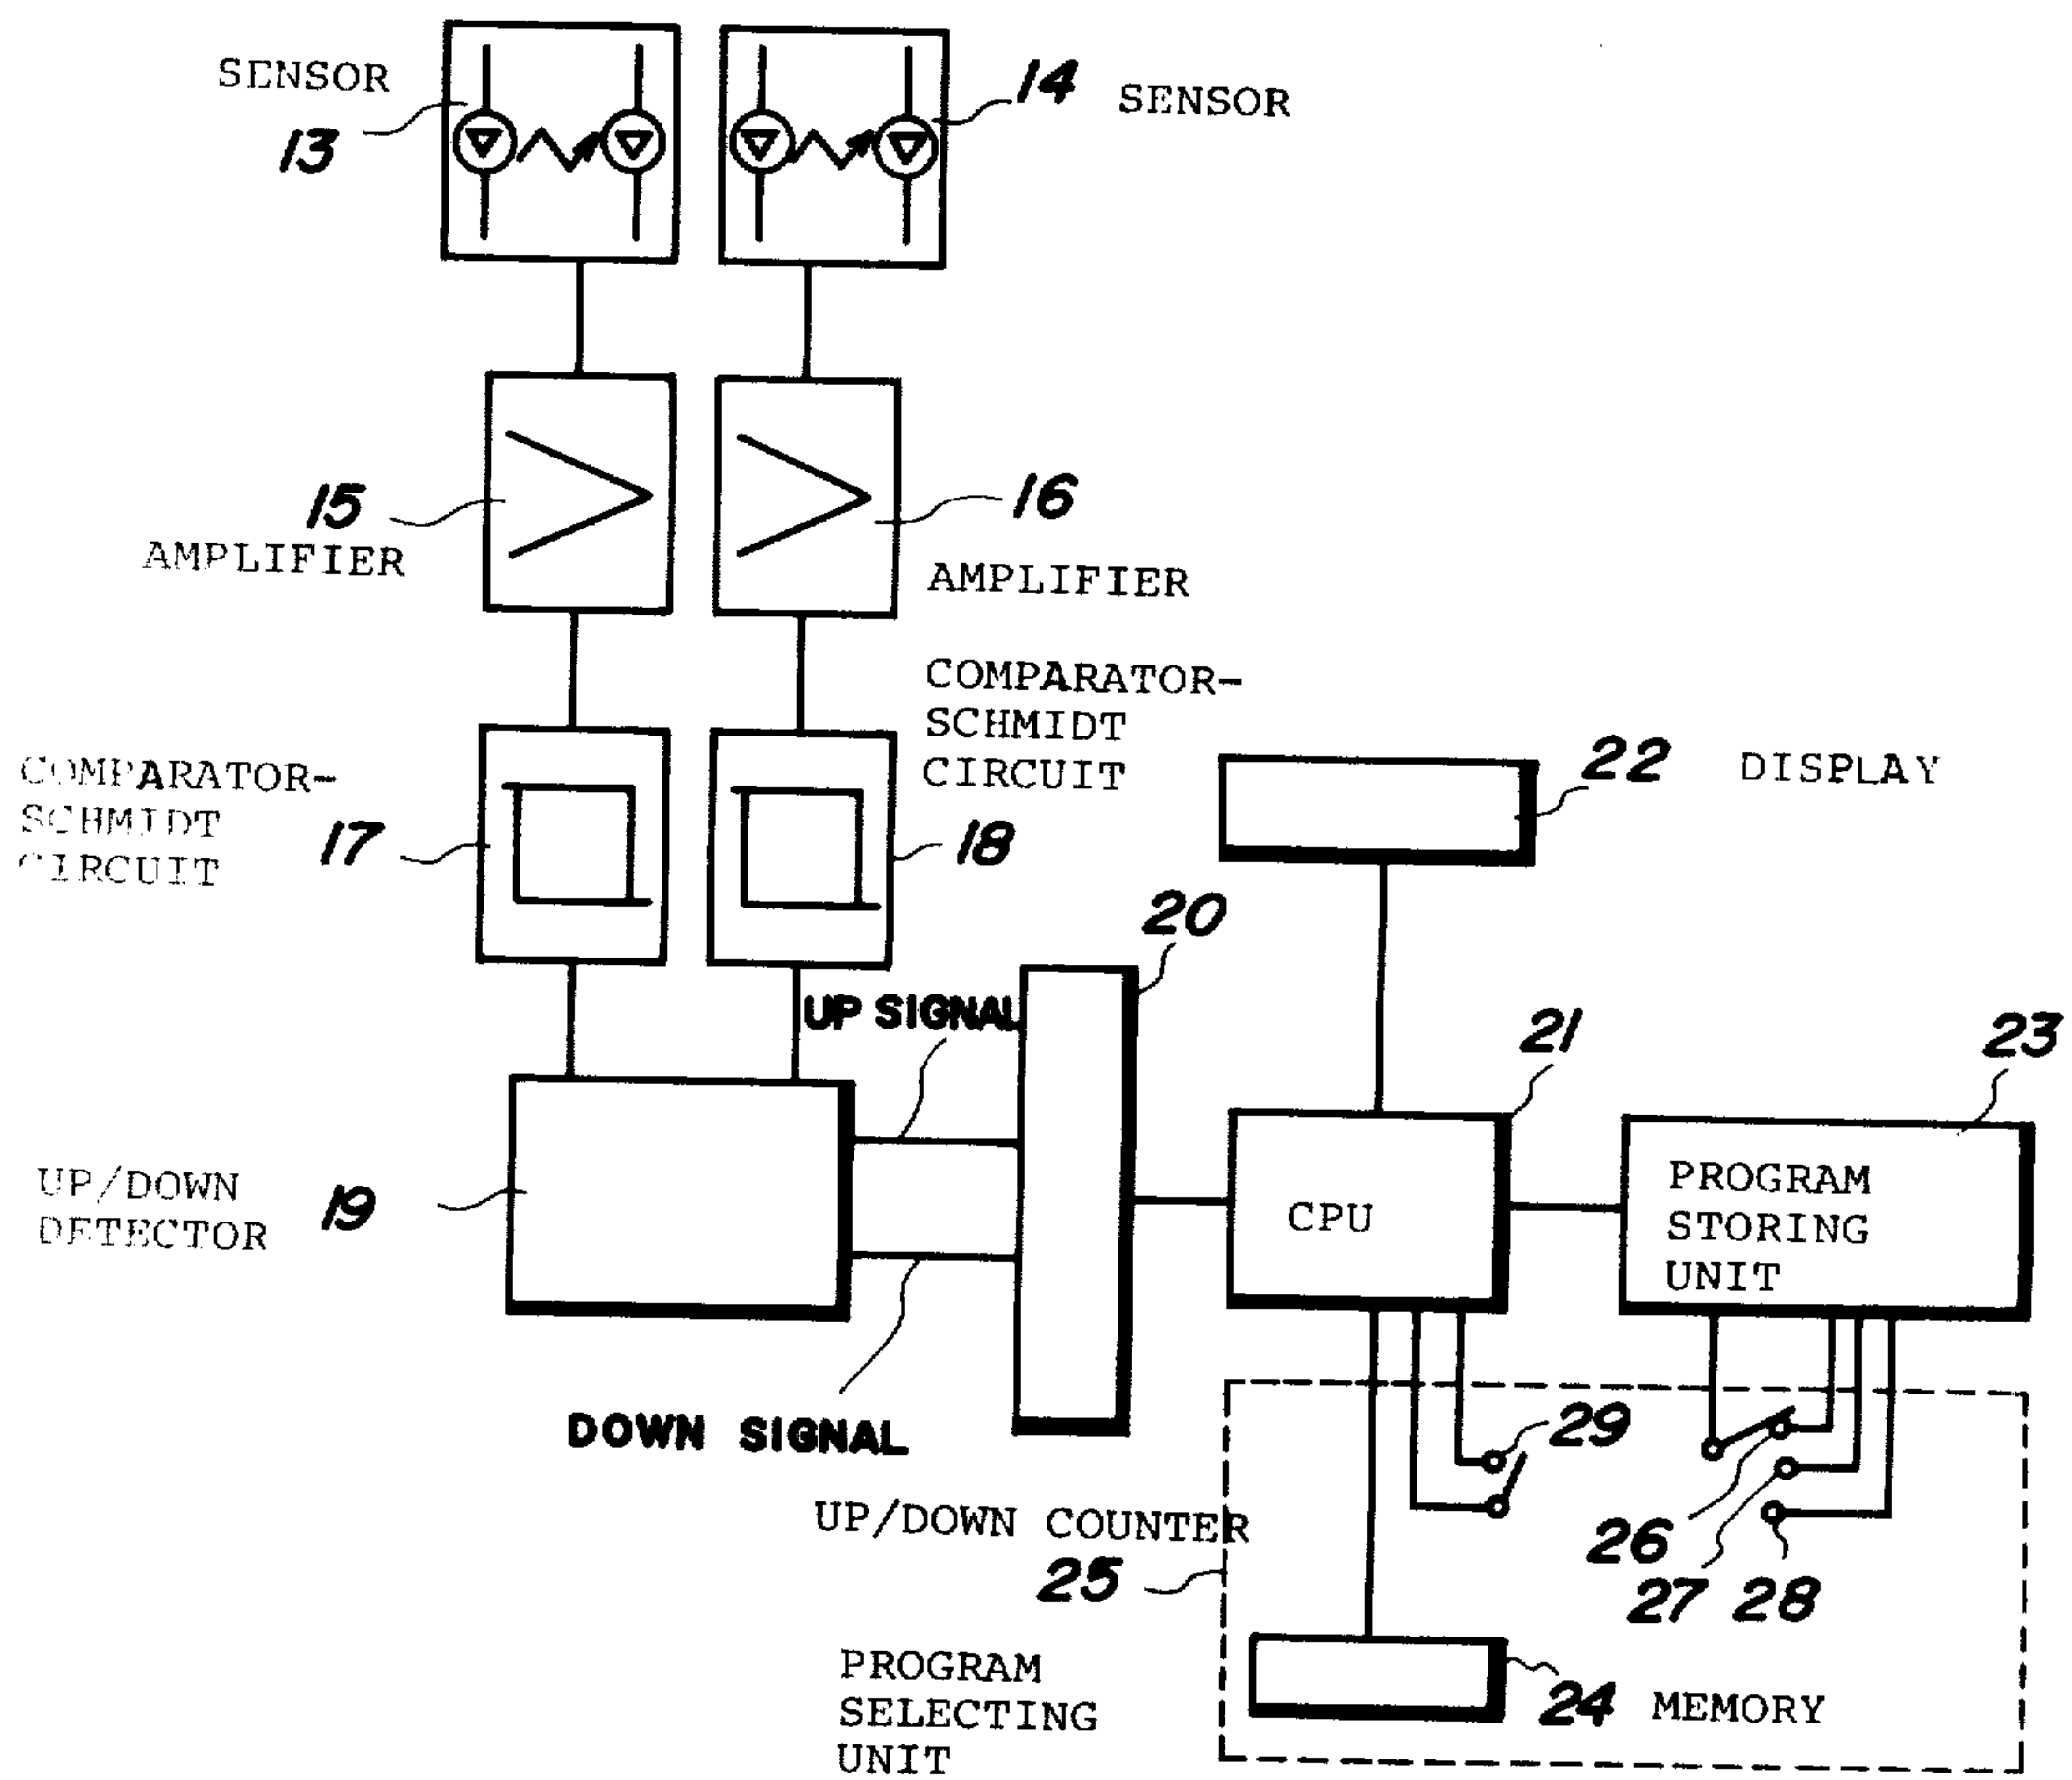 SENSOR
13
14 SENSOR
15
AMPLIFIER
16
AMPLIFIER
COMPARATOR-
SCHMIDT
CIRCUIT
17
COMPARATOR-
SCHMIDT
CIRCUIT
18
22 DISPLAY
20
UP SIGNAL
21
23
UP/DOWN
DETECTOR
19
CPU
PROGRAM
STORING
UNIT
DOWN SIGNAL
29
UP/DOWN COUNTER
25
26
27 28
PROGRAM
SELECTING
UNIT
24 MEMORY